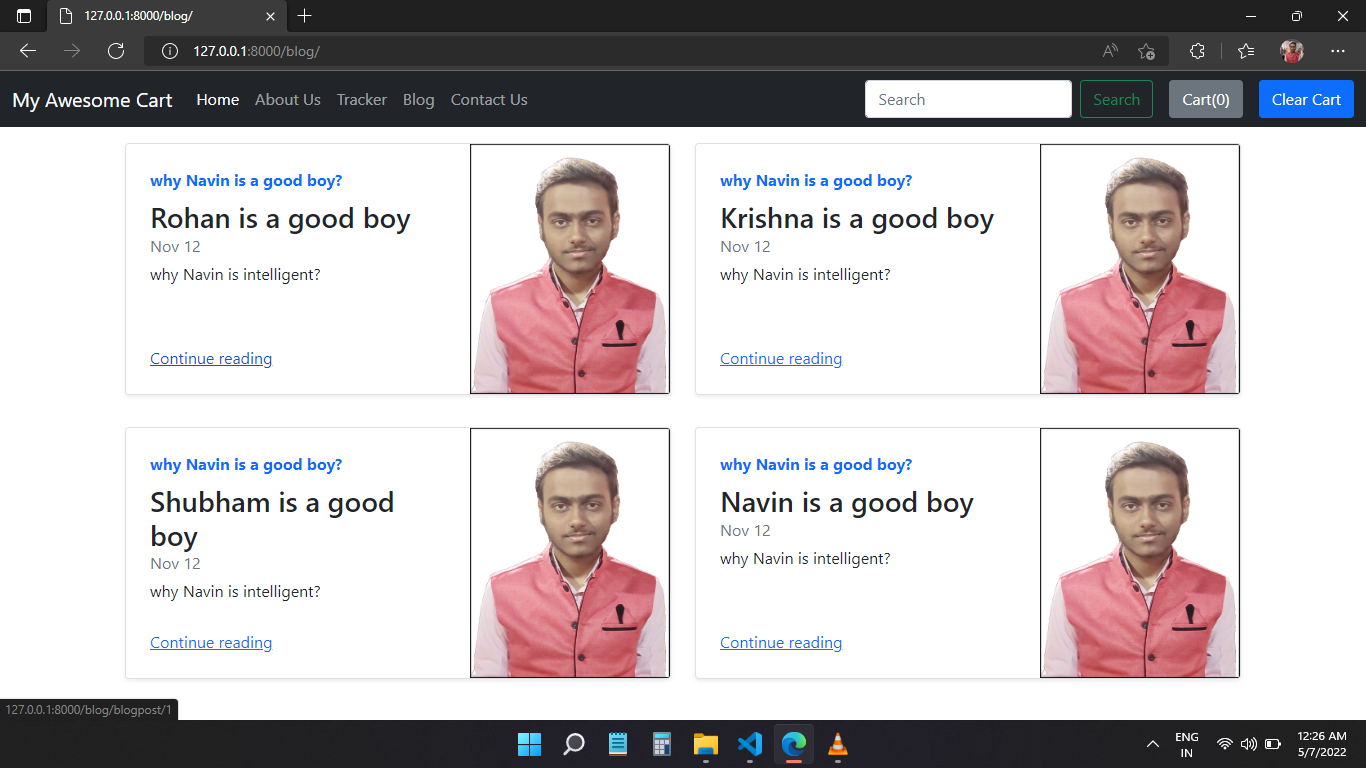 127.0.0.1:8000/blog/
127.0.0.1:8000/blog/
My Awesome Cart Home About Us Tracker Blog Contact Us Search Search Cart(0) Clear Cart
why Navin is a good boy?
Rohan is a good boy
Nov 12
why Navin is intelligent?
Continue reading
why Navin is a good boy?
Krishna is a good boy
Nov 12
why Navin is intelligent?
Continue reading
why Navin is a good boy?
Shubham is a good
boy
Nov 12
why Navin is intelligent?
Continue reading
why Navin is a good boy?
Navin is a good boy
Nov 12
why Navin is intelligent?
Continue reading
127.0.0.1:8000/blog/blogpost/1
ENG
IN
12:26 AM
5/7/2022